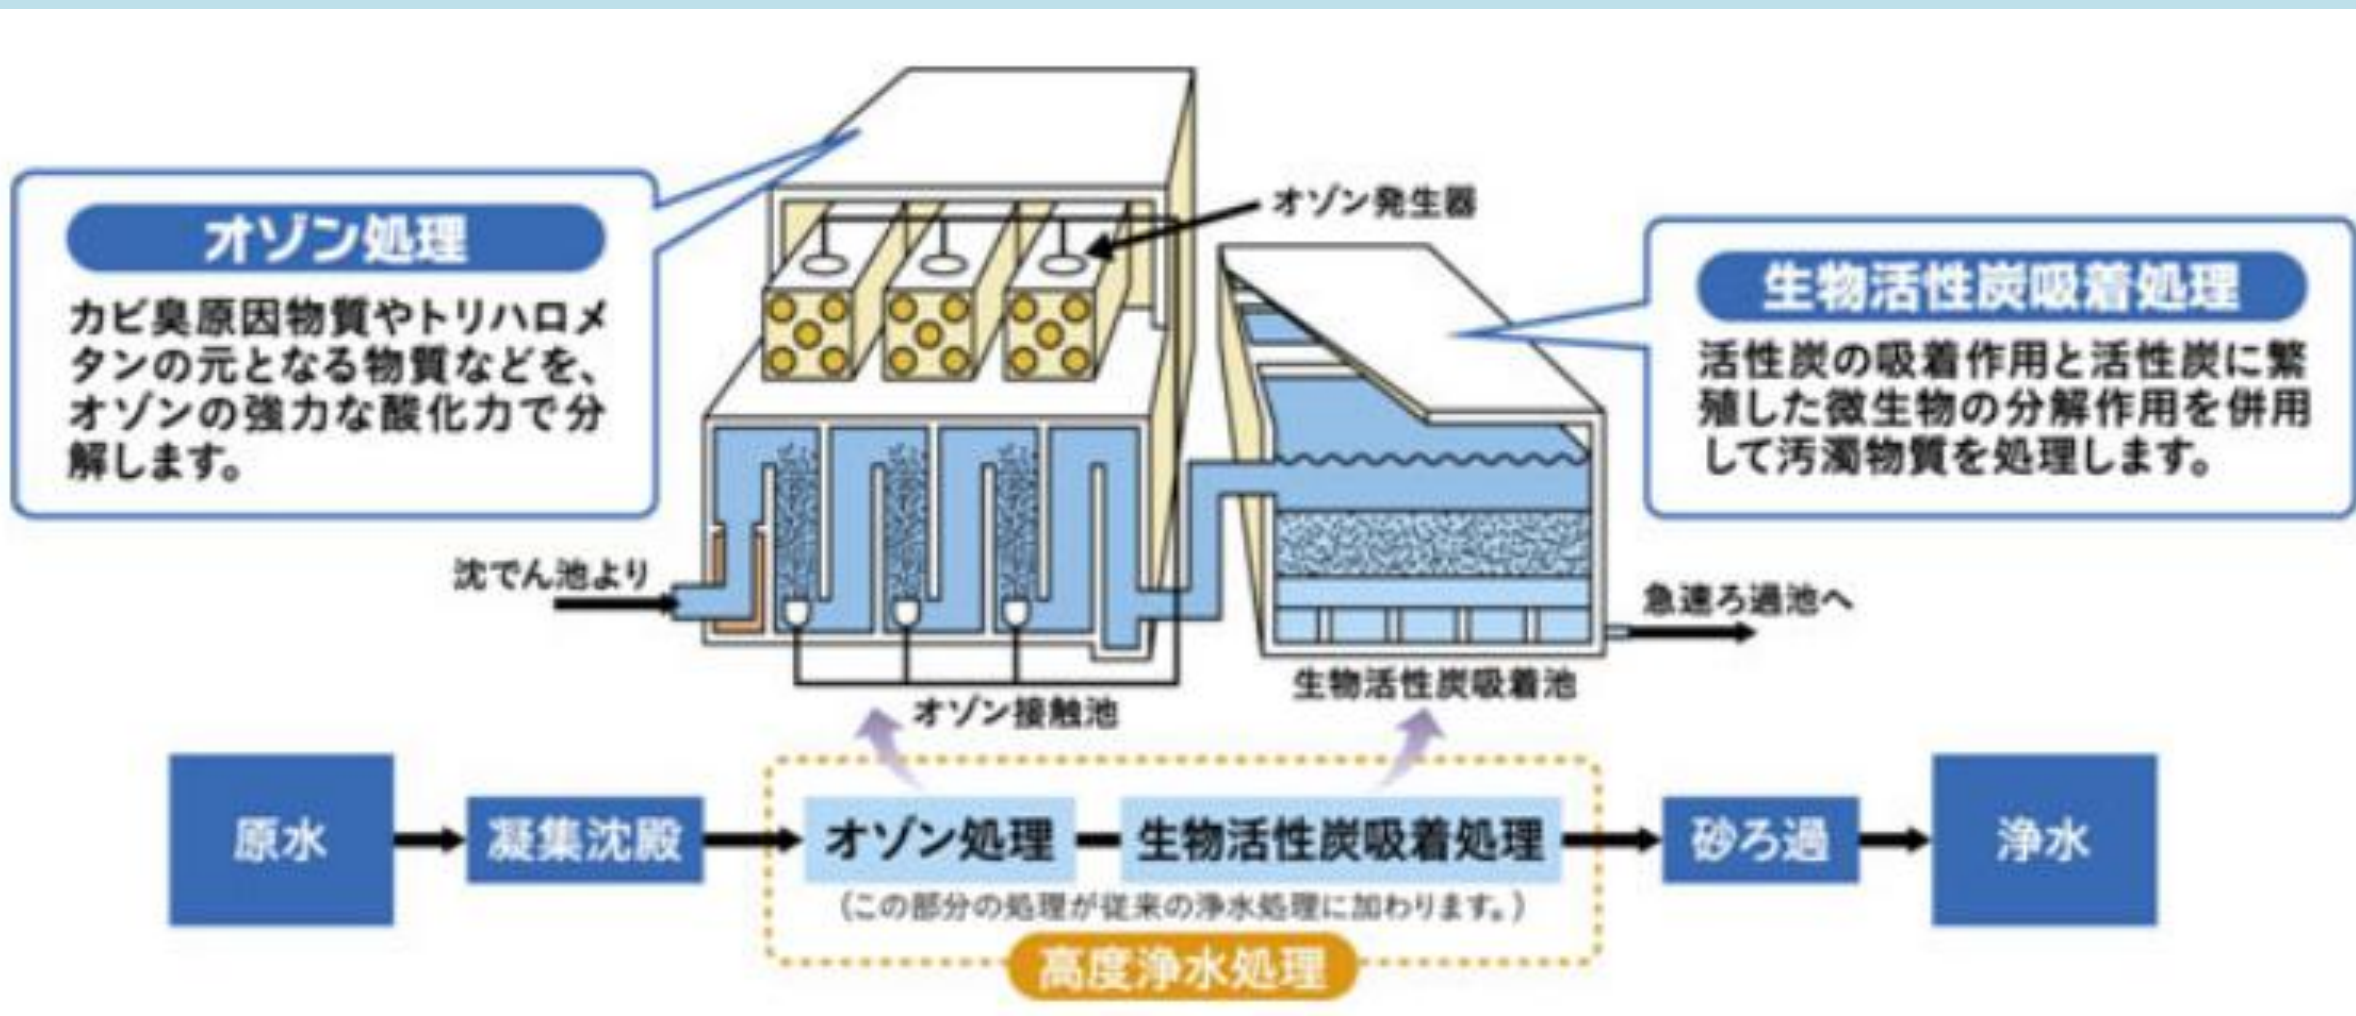 オゾン処理
カビ臭原因物質やトリハロメ
タンの元となる物質などを、
オゾンの強力な酸化力で分
解します。
オゾン発生器
生物活性炭吸着処理
活性炭の吸着作用と活性炭に繁
殖した微生物の分解作用を併用
して汚濁物質を処理します。
沈でん池より
急速ろ過池へ
オゾン接触池
生物活性炭吸着池
原水
凝集沈殿
オゾン処理
生物活性炭吸着処理
砂ろ過
浄水
(この部分の処理が従来の浄水処理に加わります。)
高度浄水処理